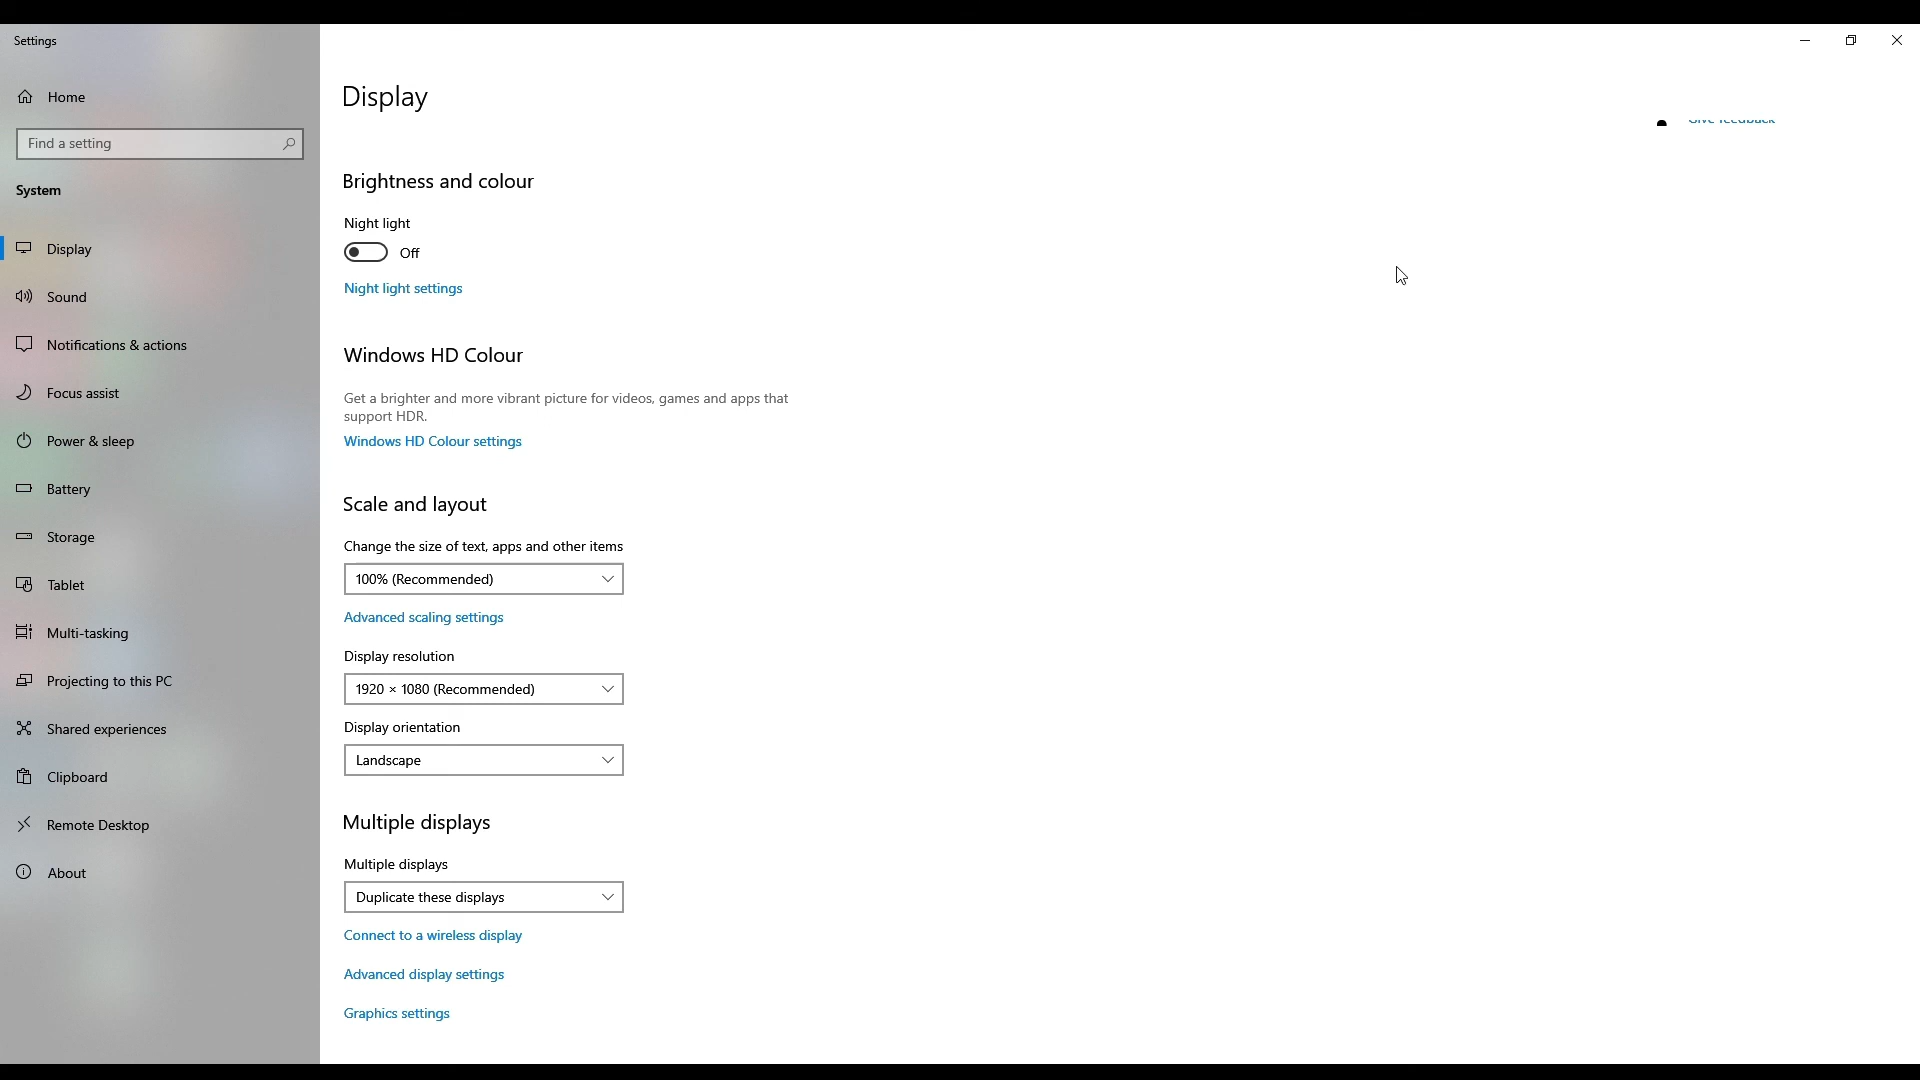 Settings
Home
Find a setting
System
Display
Sound
Notifications & actions
Focus assist
Power & sleep
Battery
Storage
Tablet
Multi-tasking
Projecting to this PC
Shared experiences
Clipboard
Remote Desktop
About
Display
Brightness and colour
Night light
Off
Night light settings
Windows HD Colour
Get a brighter and more vibrant picture for videos, games and apps that
support HDR.
Windows HD Colour settings
Scale and layout
Change the size of text, apps and other items
100% (Recommended)
Advanced scaling settings
Display resolution
1920 × 1080 (Recommended)
Display orientation
Landscape
Multiple displays
Multiple displays
Duplicate these displays
Connect to a wireless display
Advanced display settings
Graphics settings